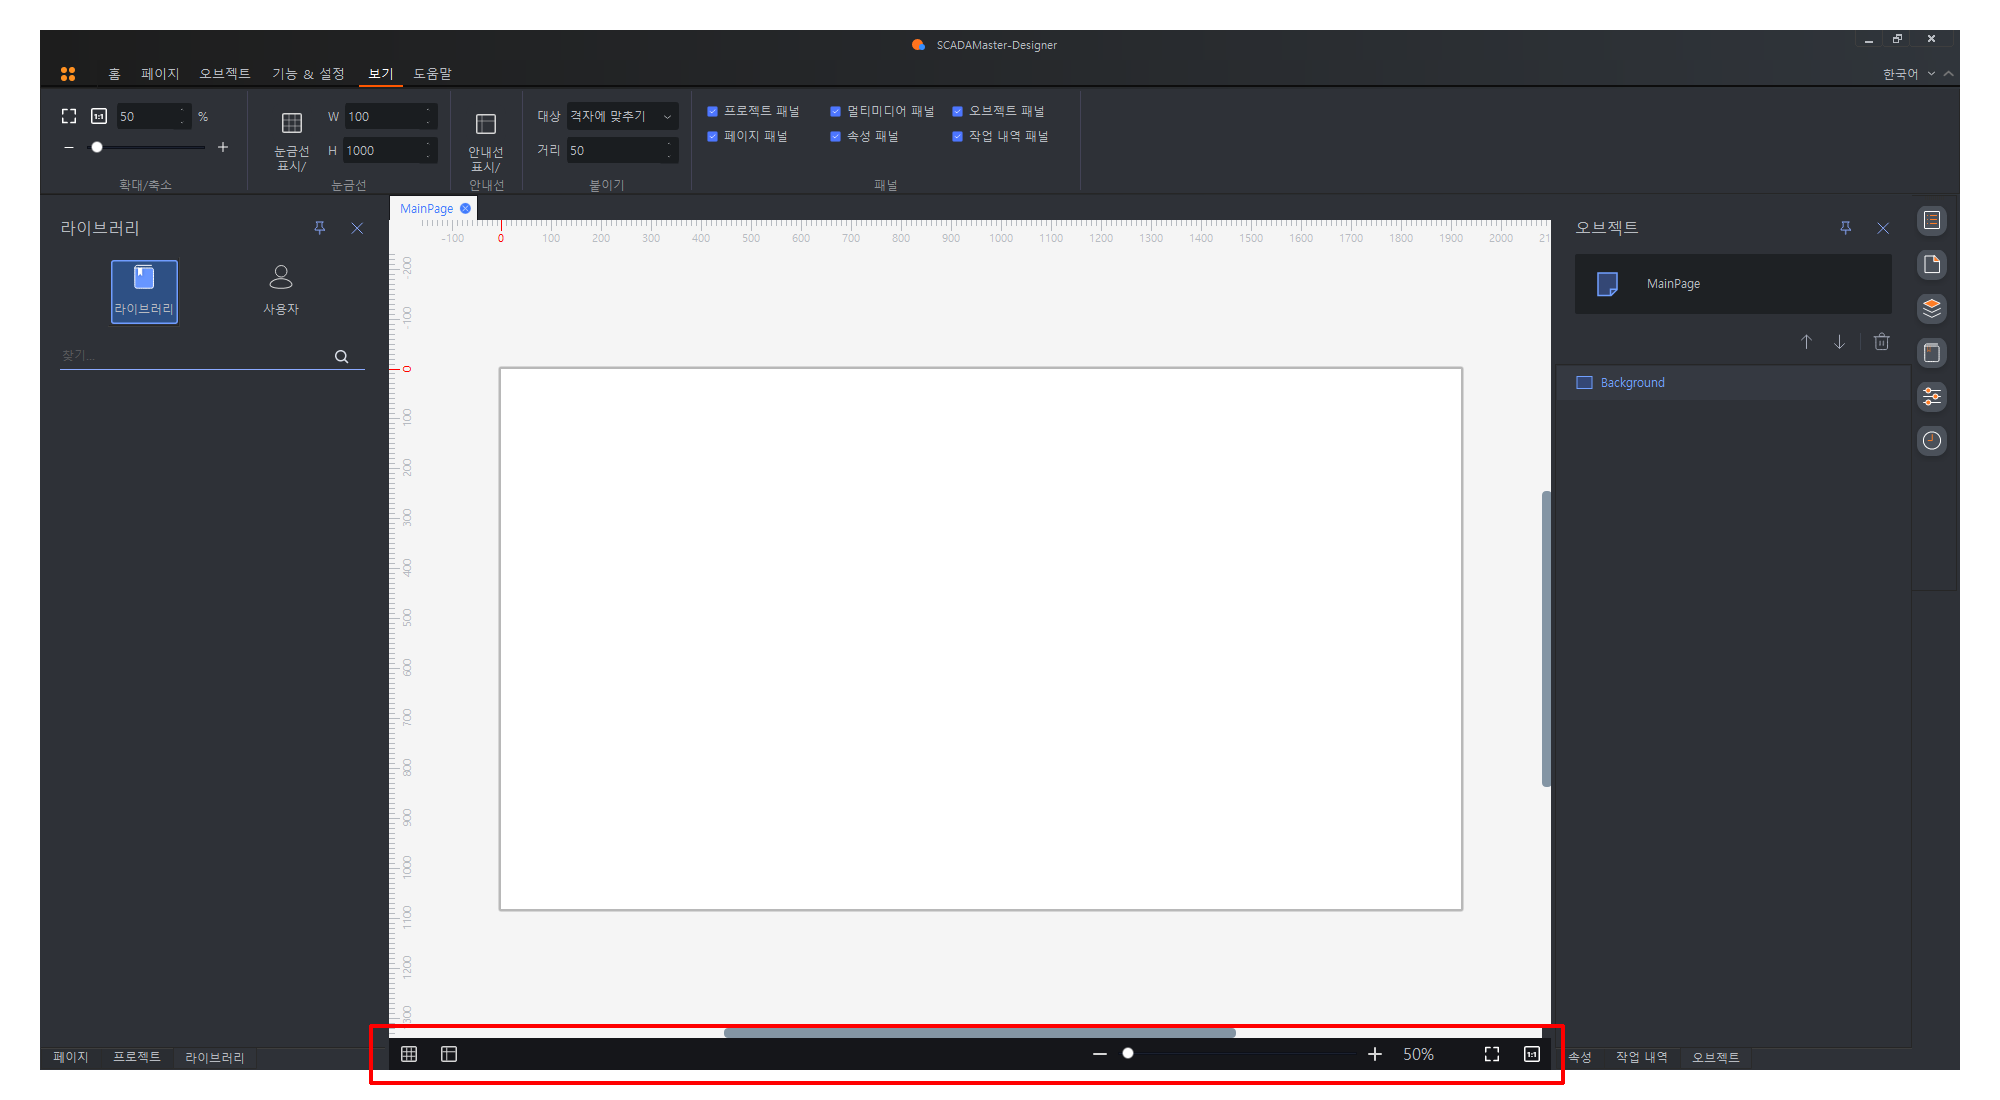 SCADAMaster-Designer
홈 페이지 오브젝트 기능 & 설정 보기 도움말 한국어
1:1 50 % W 100 대상 격자에 맞추기 프로젝트 패널 멀티미디어 패널 오브젝트 패널
눈금선 표시/ H 1000 안내선 표시/ 거리 50 페이지 패널 속성 패널 작업 내역 패널
확대/축소 눈금선 안내선 붙이기 패널
MainPage
라이브러리 오브젝트
-100 0 100 200 300 400 500 600 700 800 900 1000 1100 1200 1300 1400 1500 1600 1700 1800 1900 2000 21
라이브러리 사용자
MainPage
찾기...
Background
-200
-100
0
100
200
300
400
500
600
700
800
900
1000
1100
1200
300
페이지 프로젝트 라이브러리 50% 1:1 속성 작업 내역 오브젝트